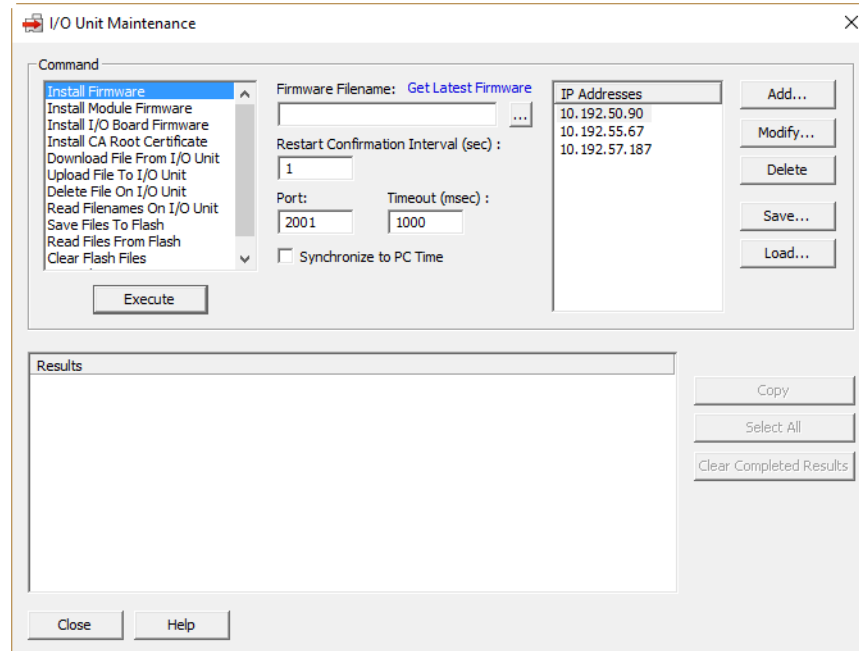 I/O Unit Maintenance
Command
Install Firmware
Install Module Firmware
Install I/O Board Firmware
Install CA Root Certificate
Download File From I/O Unit
Upload File To I/O Unit
Delete File On I/O Unit
Read Filenames On I/O Unit
Save Files To Flash
Read Files From Flash
Clear Flash Files
Execute
Firmware Filename: Get Latest Firmware
...
Restart Confirmation Interval (sec) :
1
Port: Timeout (msec) :
2001 1000
Synchronize to PC Time
IP Addresses
10.192.50.90
10.192.55.67
10.192.57.187
Add...
Modify...
Delete
Save...
Load...
Results
Copy
Select All
Clear Completed Results
Close Help